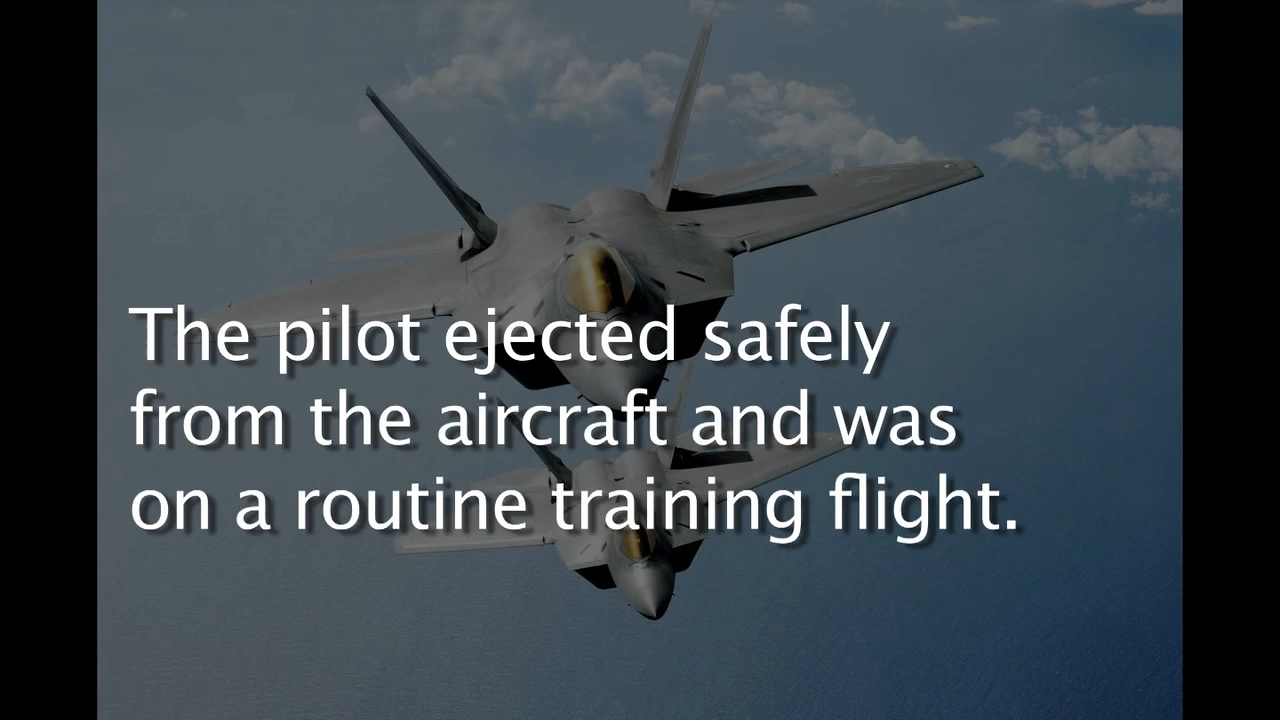 The pilot ejected safely
from the aircraft and was
on a routine training flight.